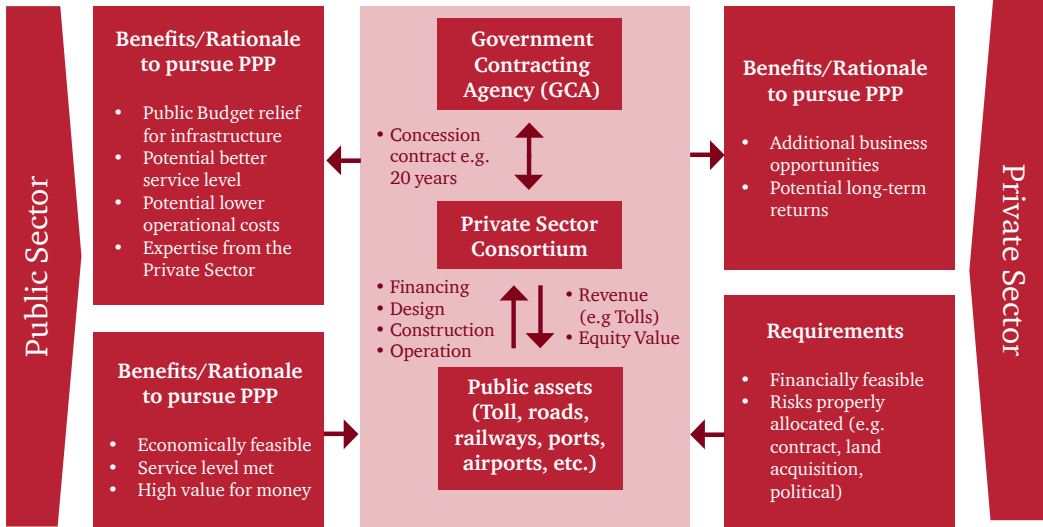 Public Sector
Benefits/Rationale
to pursue PPP
• Public Budget relief
for infrastructure
• Potential better
service level
• Potential lower
operational costs
• Expertise from the
Private Sector
Benefits/Rationale
to pursue PPP
• Economically feasible
• Service level met
• High value for money
Government
Contracting
Agency (GCA)
• Concession
contract e.g.
20 years
Private Sector
Consortium
• Financing
• Design
• Construction
• Operation
• Revenue
(e.g Tolls)
• Equity Value
Public assets
(Toll, roads,
railways, ports,
airports, etc.)
Benefits/Rationale
to pursue PPP
• Additional business
opportunities
• Potential long-term
returns
Requirements
• Financially feasible
• Risks properly
allocated (e.g.
contract, land
acquisition,
political)
Private Sector